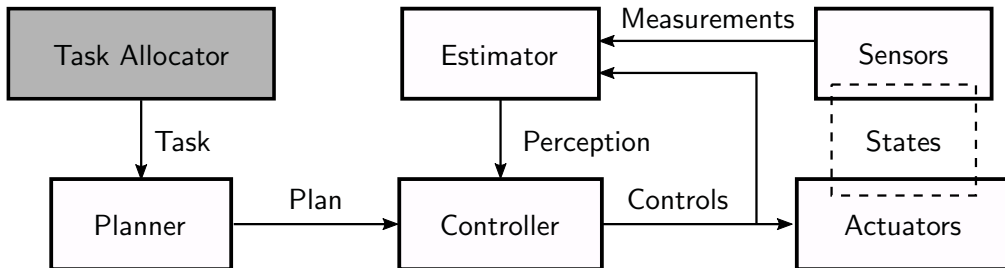 Measurements
Task Allocator
Estimator
Sensors
Task
Perception
States
Plan
Controls
Planner
Controller
Actuators